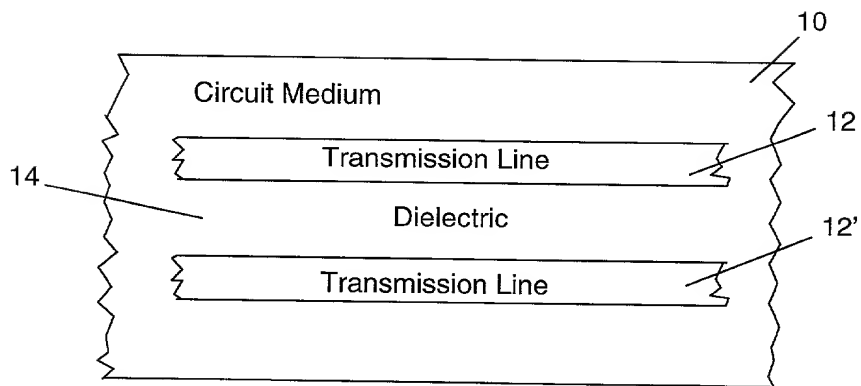 10
Circuit Medium
12
Transmission Line
14
Dielectric
12'
Transmission Line